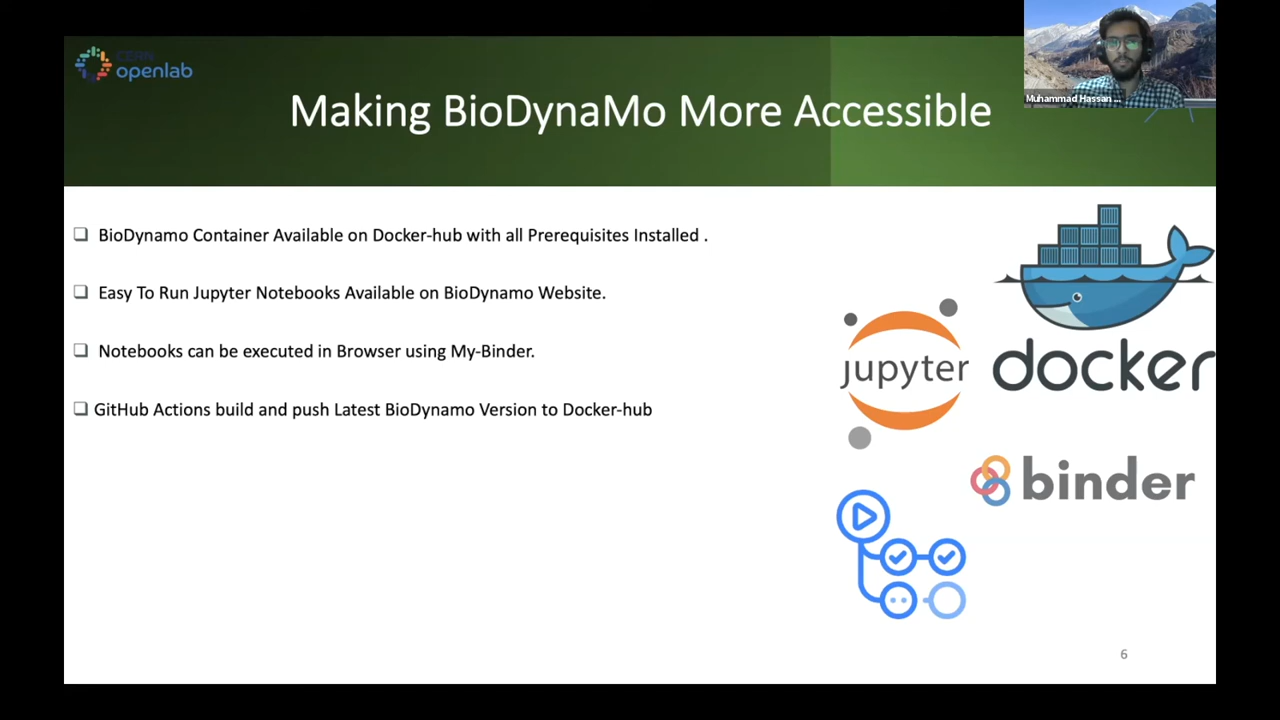 CERN
openlab
Making BioDynaMo More Accessible
Muhammad Hassan ...
BioDynamo Container Available on Docker-hub with all Prerequisites Installed .
Easy To Run Jupyter Notebooks Available on BioDynamo Website.
Notebooks can be executed in Browser using My-Binder.
GitHub Actions build and push Latest BioDynamo Version to Docker-hub
jupyter
docker
binder
6